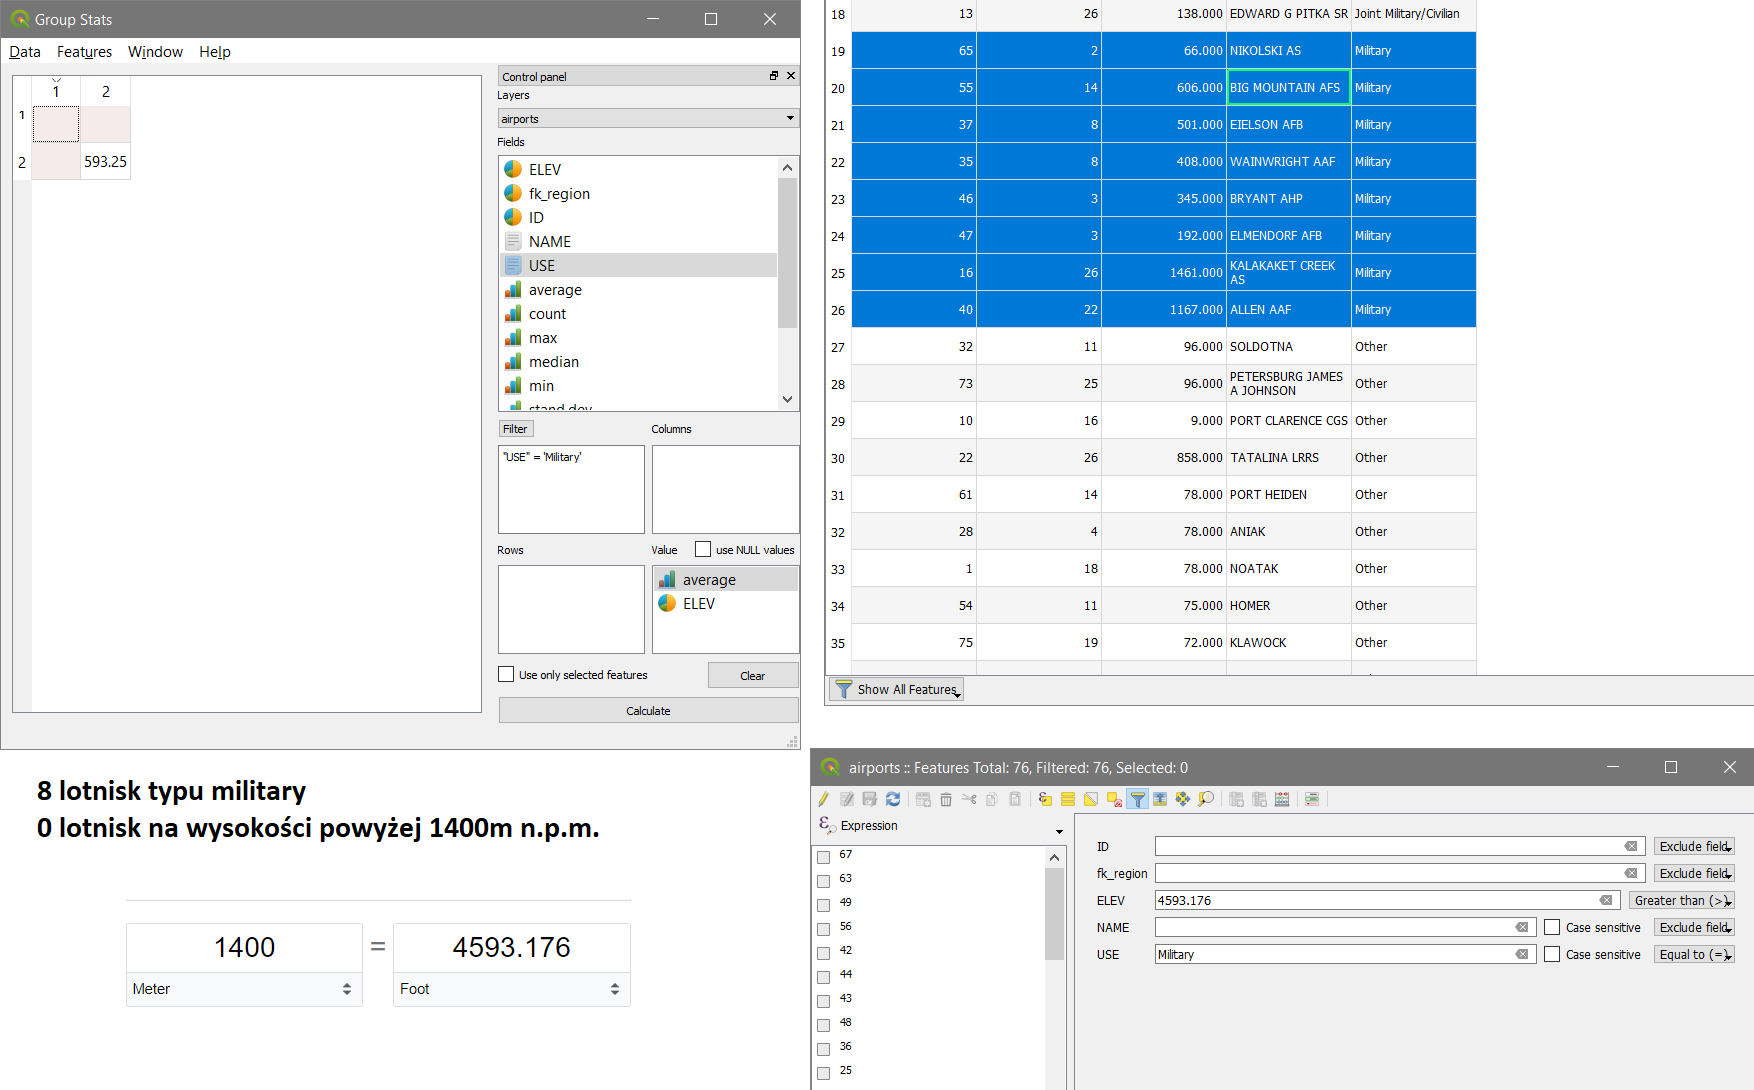 Group Stats
Data Features Window Help
1 2
1
2 593.25
Control panel
Layers
airports
Fields
ELEV
fk_region
ID
NAME
USE
average
count
max
median
min
stand.dev.
Filter
Columns
"USE" = 'Military'
Rows
Value use NULL values
average
ELEV
Use only selected features
Clear
Calculate
18 13 26 138.000 EDWARD G PITKA SR Joint Military/Civilian
19 65 2 66.000 NIKOLSKI AS Military
20 55 14 606.000 BIG MOUNTAIN AFS Military
21 37 8 501.000 EIELSON AFB Military
22 35 8 408.000 WAINWRIGHT AAF Military
23 46 3 345.000 BRYANT AHP Military
24 47 3 192.000 ELMENDORF AFB Military
25 16 26 1461.000 KALAKAKET CREEK AS Military
26 40 22 1167.000 ALLEN AAF Military
27 32 11 96.000 SOLDOTNA Other
28 73 25 96.000 PETERSBURG JAMES A JOHNSON Other
29 10 16 9.000 PORT CLARENCE CGS Other
30 22 26 858.000 TATALINA LRRS Other
31 61 14 78.000 PORT HEIDEN Other
32 28 4 78.000 ANIAK Other
33 1 18 78.000 NOATAK Other
34 54 11 75.000 HOMER Other
35 75 19 72.000 KLAWOCK Other
Show All Features
8 lotnisk typu military
0 lotnisk na wysokości powyżej 1400m n.p.m.
1400 = 4593.176
Meter Foot
airports :: Features Total: 76, Filtered: 76, Selected: 0
Expression
67
63
49
56
42
44
43
48
36
25
ID Exclude field
fk_region Exclude field
ELEV 4593.176 Greater than (>)
NAME Case sensitive Exclude field
USE Military Case sensitive Equal to (=)